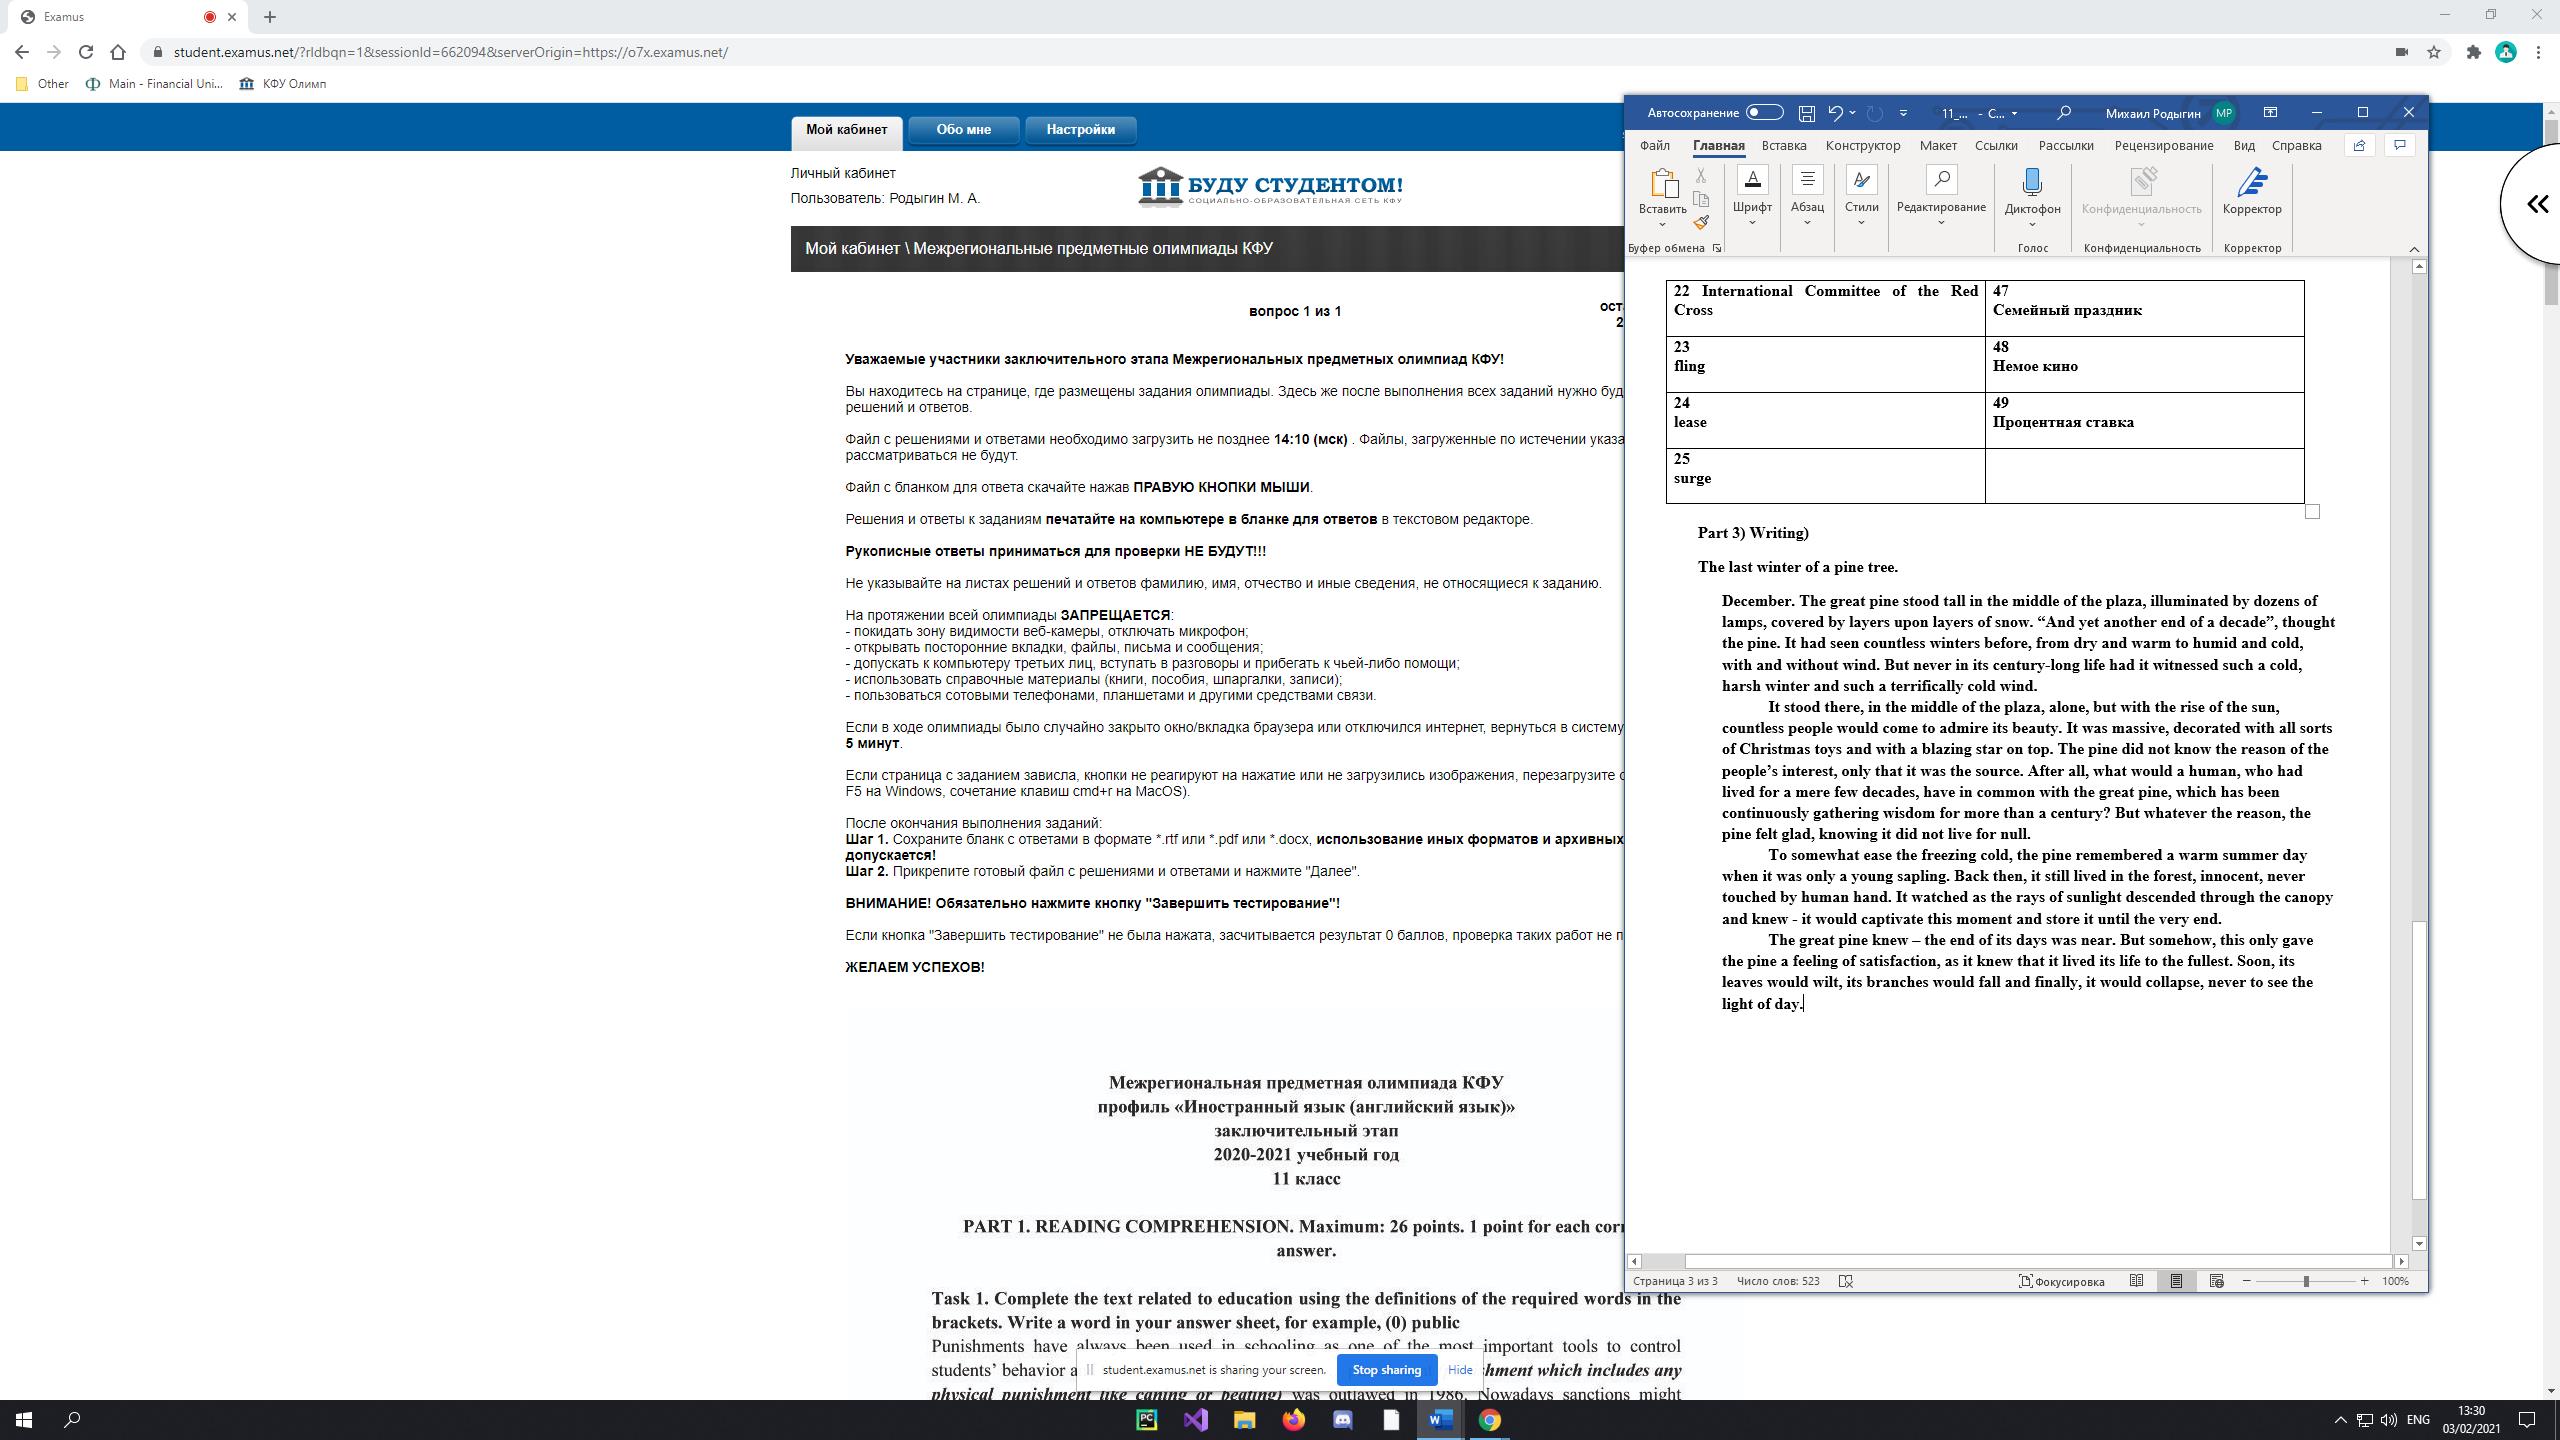 Examus
student.examus.net/?rldbqn=1&sessionId=662094&serverOrigin=https://o7x.examus.net/
Other
Main - Financial Uni...
КФУ Олимп
Мой кабинет
Обо мне
Настройки
Личный кабинет
Пользователь: Родыгин М. А.
БУДУ СТУДЕНТОМ!
СОЦИАЛЬНО-ОБРАЗОВАТЕЛЬНАЯ СЕТЬ КФУ
Мой кабинет \ Межрегиональные предметные олимпиады КФУ
вопрос 1 из 1
Уважаемые участники заключительного этапа Межрегиональных предметных олимпиад КФУ!
Вы находитесь на странице, где размещены задания олимпиады. Здесь же после выполнения всех заданий нужно буд
решений и ответов.
Файл с решениями и ответами необходимо загрузить не позднее 14:10 (мск) . Файлы, загруженные по истечении указа
рассматриваться не будут.
Файл с бланком для ответа скачайте нажав ПРАВУЮ КНОПКИ МЫШИ.
Решения и ответы к заданиям печатайте на компьютере в бланке для ответов в текстовом редакторе.
Рукописные ответы приниматься для проверки НЕ БУДУТ!!!
Не указывайте на листах решений и ответов фамилию, имя, отчество и иные сведения, не относящиеся к заданию.
На протяжении всей олимпиады ЗАПРЕЩАЕТСЯ:
- покидать зону видимости веб-камеры, отключать микрофон;
- открывать посторонние вкладки, файлы, письма и сообщения;
- допускать к компьютеру третьих лиц, вступать в разговоры и прибегать к чьей-либо помощи;
- использовать справочные материалы (книги, пособия, шпаргалки, записи);
- пользоваться сотовыми телефонами, планшетами и другими средствами связи.
Если в ходе олимпиады было случайно закрыто окно/вкладка браузера или отключился интернет, вернуться в систему
5 минут.
Если страница с заданием зависла, кнопки не реагируют на нажатие или не загрузились изображения, перезагрузите
F5 на Windows, сочетание клавиш cmd+r на MacOS).
После окончания выполнения заданий:
Шаг 1. Сохраните бланк с ответами в формате *.rtf или *.pdf или *.docx, использование иных форматов и архивных
допускается!
Шаг 2. Прикрепите готовый файл с решениями и ответами и нажмите "Далее".
ВНИМАНИЕ! Обязательно нажмите кнопку "Завершить тестирование"!
Если кнопка "Завершить тестирование" не была нажата, засчитывается результат 0 баллов, проверка таких работ не п
ЖЕЛАЕМ УСПЕХОВ!
Межрегиональная предметная олимпиада КФУ
профиль «Иностранный язык (английский язык)»
заключительный этап
2020-2021 учебный год
11 класс
PART 1. READING COMPREHENSION. Maximum: 26 points. 1 point for each corr
answer.
Task 1. Complete the text related to education using the definitions of the required words in the
brackets. Write a word in your answer sheet, for example, (0) public
Punishments have always been used in schooling as one of the most important tools to control
students' behavior a
hment which includes any
physical punishment like caning or beating) was outlawed in 1986. Nowadays sanctions might
student.examus.net is sharing your screen.
Stop sharing
Hide
Автосохранение
11_...
- С...
Михаил Родыгин
МР
Файл
Главная
Вставка
Конструктор
Макет
Ссылки
Рассылки
Рецензирование
Вид
Справка
Вставить
Шрифт
Абзац
Стили
Редактирование
Диктофон
Конфиденциальность
Корректор
Буфер обмена
Голос
Конфиденциальность
Корректор
22 International Committee of the Red
Cross
47
Семейный праздник
23
fling
48
Немое кино
24
lease
49
Процентная ставка
25
surge
Part 3) Writing)
The last winter of a pine tree.
December. The great pine stood tall in the middle of the plaza, illuminated by dozens of
lamps, covered by layers upon layers of snow. “And yet another end of a decade”, thought
the pine. It had seen countless winters before, from dry and warm to humid and cold,
with and without wind. But never in its century-long life had it witnessed such a cold,
harsh winter and such a terrifically cold wind.
It stood there, in the middle of the plaza, alone, but with the rise of the sun,
countless people would come to admire its beauty. It was massive, decorated with all sorts
of Christmas toys and with a blazing star on top. The pine did not know the reason of the
people’s interest, only that it was the source. After all, what would a human, who had
lived for a mere few decades, have in common with the great pine, which has been
continuously gathering wisdom for more than a century? But whatever the reason, the
pine felt glad, knowing it did not live for null.
To somewhat ease the freezing cold, the pine remembered a warm summer day
when it was only a young sapling. Back then, it still lived in the forest, innocent, never
touched by human hand. It watched as the rays of sunlight descended through the canopy
and knew - it would captivate this moment and store it until the very end.
The great pine knew – the end of its days was near. But somehow, this only gave
the pine a feeling of satisfaction, as it knew that it lived its life to the fullest. Soon, its
leaves would wilt, its branches would fall and finally, it would collapse, never to see the
light of day.
Страница 3 из 3
Число слов: 523
Фокусировка
100%
ENG
13:30
03/02/2021